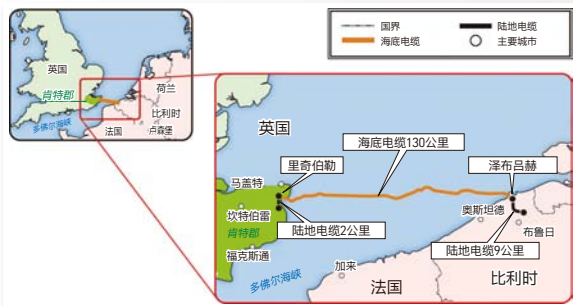 国界
陆地电缆
海底电缆
主要城市
英国
荷兰
肯特郡
比利时
多佛尔海峡
法国
卢森堡
英国
海底电缆130公里
里奇伯勒
泽布吕赫
马盖特
坎特伯雷
奥斯坦德
肯特郡
陆地电缆2公里
布鲁日
福克斯通
陆地电缆9公里
加来
多佛尔海峡
法国
比利时